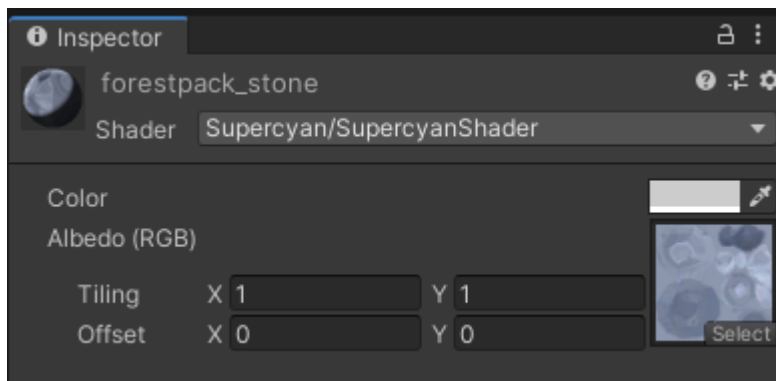 Inspector
forestpack_stone
Shader Supercyan/SupercyanShader
Color
Albedo (RGB)
Tiling X 1 Y 1
Offset X 0 Y 0
Select